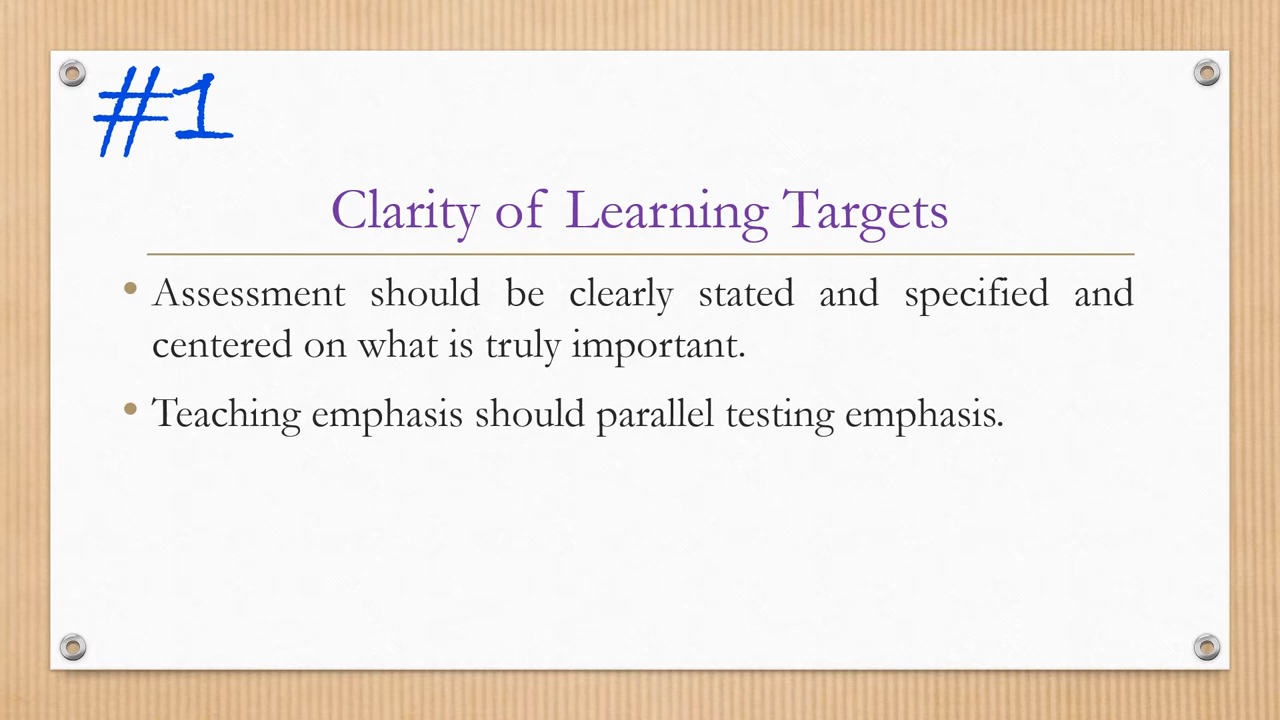 #1
Clarity of Learning Targets
• Assessment should be clearly stated and specified and
centered on what is truly important.
• Teaching emphasis should parallel testing emphasis.